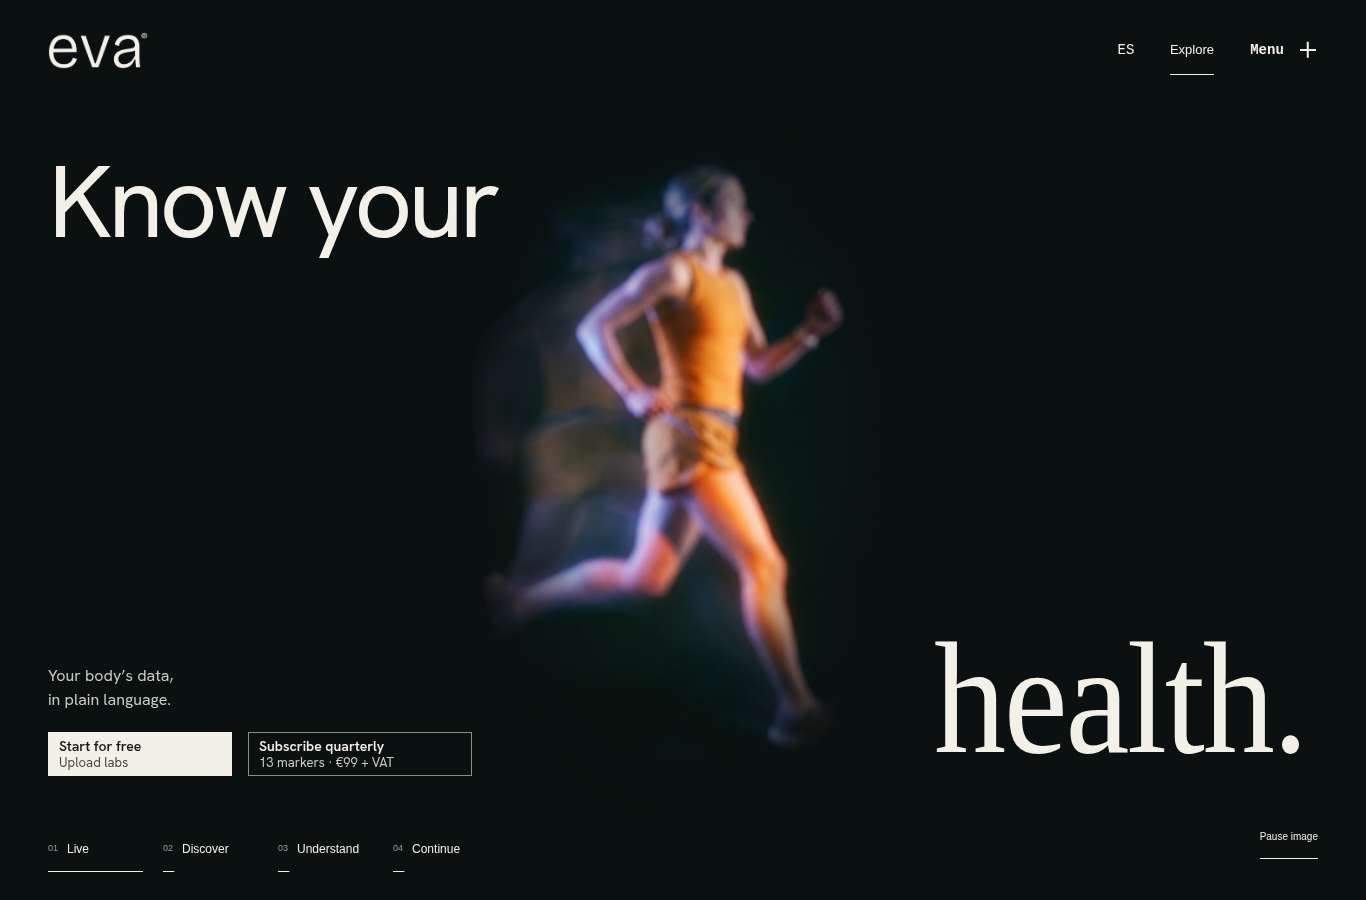 eva®
ES
Explore
Menu
Know your
health.
Your body’s data,
in plain language.
Start for free
Upload labs
Subscribe quarterly
13 markers · €99 + VAT
01 Live
02 Discover
03 Understand
04 Continue
Pause image